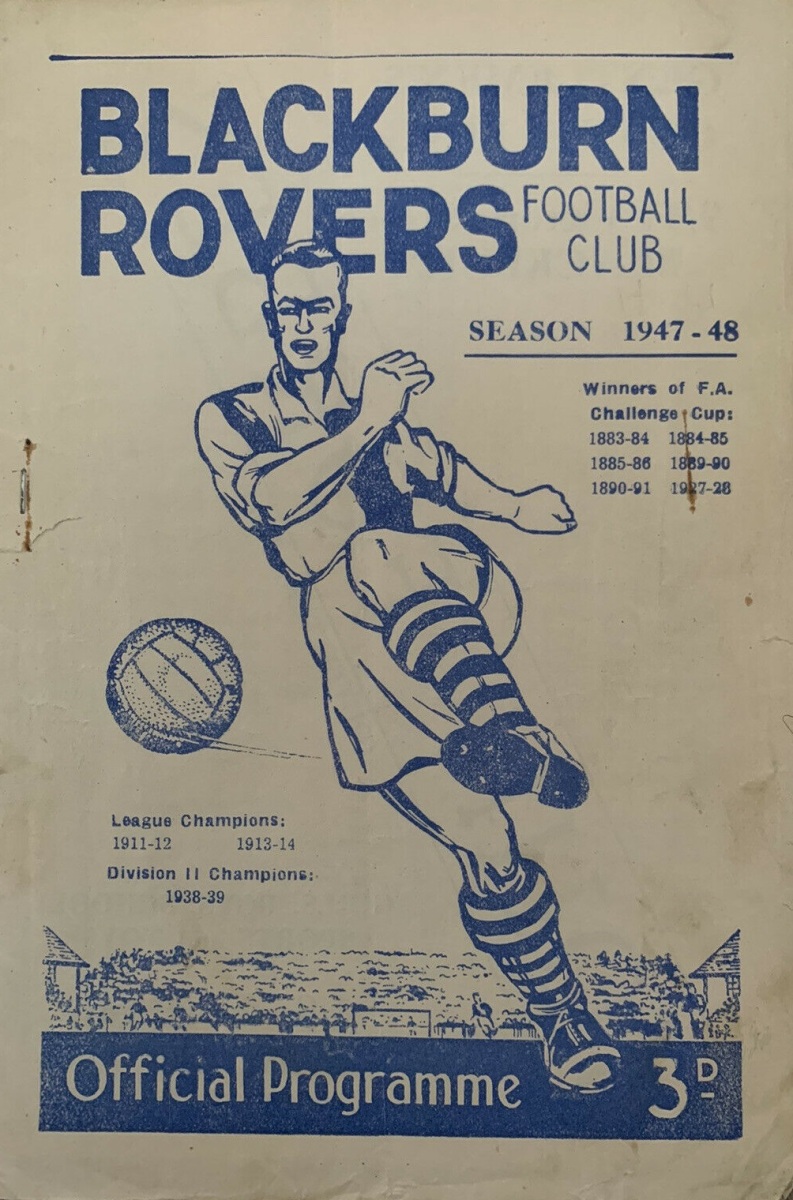 BLACKBURN
ROVERS FOOTBALL CLUB
SEASON 1947-48
Winners of F.A.
Challenge Cup:
1883-84 1884-85
1885-86 1889-90
1890-91 1927-28
League Champions:
1911-12 1913-14
Division II Champions:
1938-39
Official Programme 3D